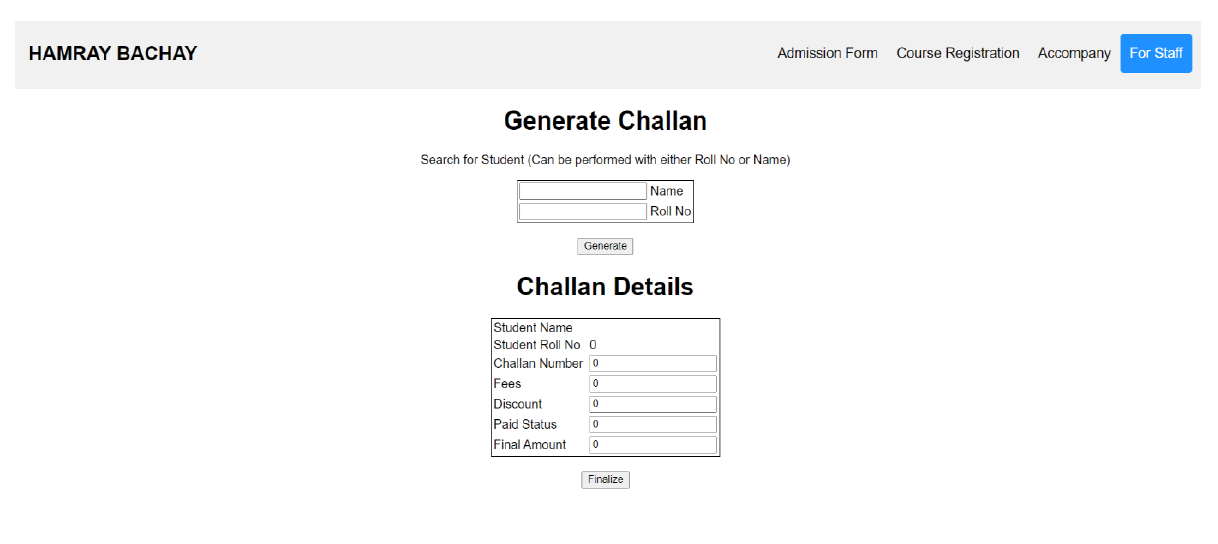 HAMRAY BACHAY
Admission Form Course Registration Accompany For Staff
Generate Challan
Search for Student (Can be performed with either Roll No or Name)
Name
Roll No
Generate
Challan Details
Student Name
Student Roll No 0
Challan Number 0
Fees 0
Discount 0
Paid Status 0
Final Amount 0
Finalize